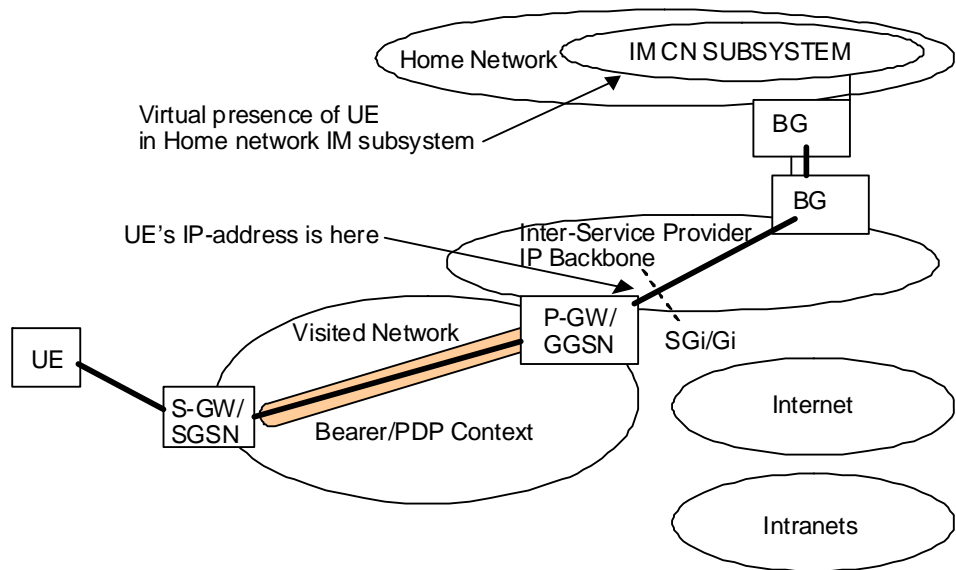 Home Network
IM CN SUBSYSTEM
Virtual presence of UE
in Home network IM subsystem
BG
BG
UE's IP-address is here
Inter-Service Provider
IP Backbone
P-GW/
GGSN
SGi/Gi
Visited Network
UE
S-GW/
SGSN
Bearer/PDP Context
Internet
Intranets